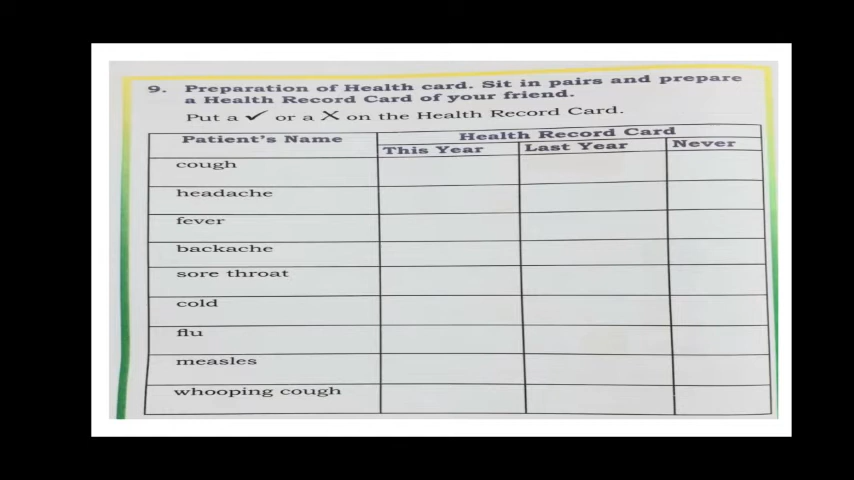 9. Preparation of Health card. Sit in pairs and prepare
a Health Record Card of your friend.
Put a ✓ or a X on the Health Record Card.
Patient's Name Health Record Card
This Year Last Year Never
cough
headache
fever
backache
sore throat
cold
flu
measles
whooping cough